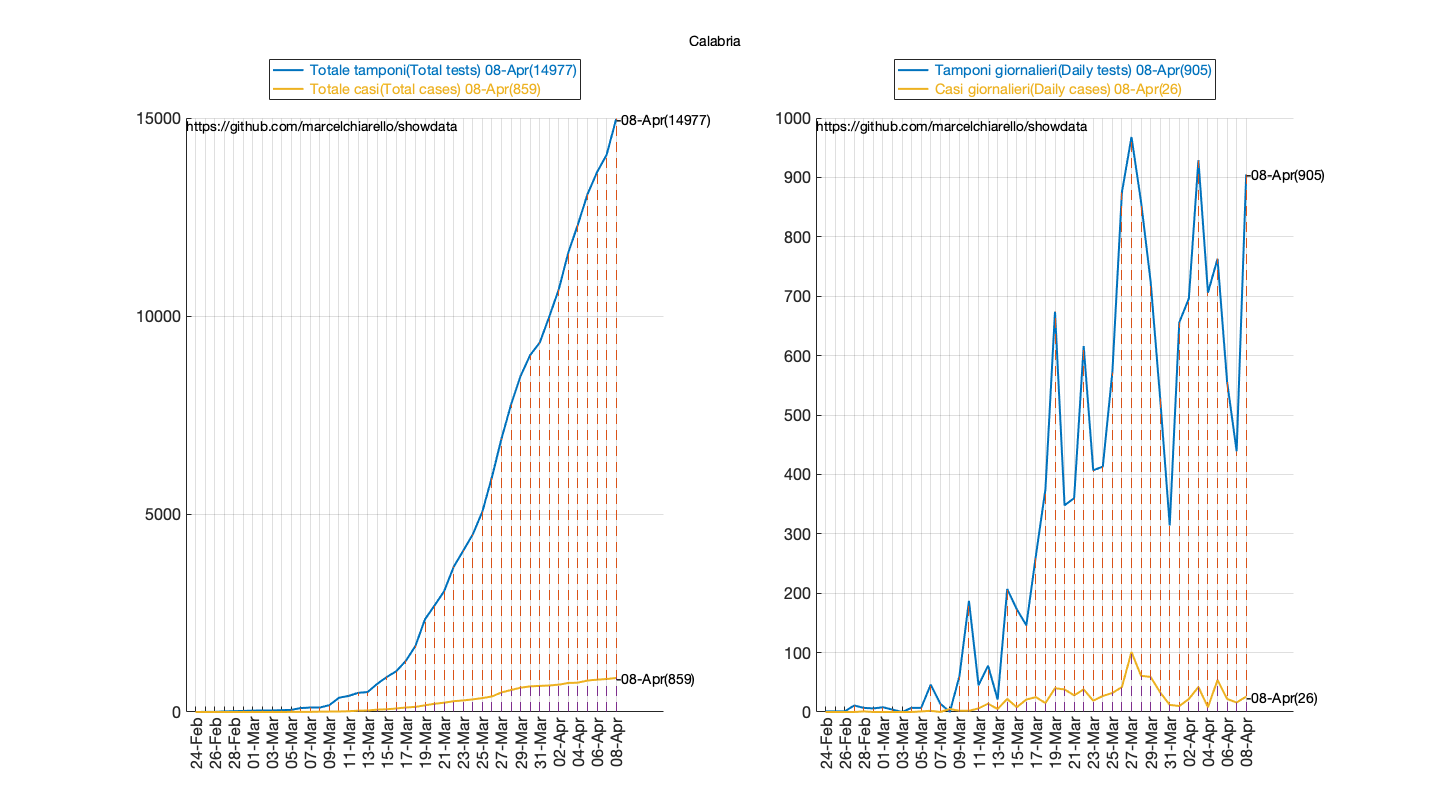 Calabria
Totale tamponi(Total tests) 08-Apr(14977)
Totale casi(Total cases) 08-Apr(859)
https://github.com/marcelchiarello/showdata
15000
10000
5000
0
08-Apr(14977)
08-Apr(859)
24-Feb
26-Feb
28-Feb
01-Mar
03-Mar
05-Mar
07-Mar
09-Mar
11-Mar
13-Mar
15-Mar
17-Mar
19-Mar
21-Mar
23-Mar
25-Mar
27-Mar
29-Mar
31-Mar
02-Apr
04-Apr
06-Apr
08-Apr
Tamponi giornalieri(Daily tests) 08-Apr(905)
Casi giornalieri(Daily cases) 08-Apr(26)
https://github.com/marcelchiarello/showdata
1000
900
800
700
600
500
400
300
200
100
0
08-Apr(905)
08-Apr(26)
24-Feb
26-Feb
28-Feb
01-Mar
03-Mar
05-Mar
07-Mar
09-Mar
11-Mar
13-Mar
15-Mar
17-Mar
19-Mar
21-Mar
23-Mar
25-Mar
27-Mar
29-Mar
31-Mar
02-Apr
04-Apr
06-Apr
08-Apr